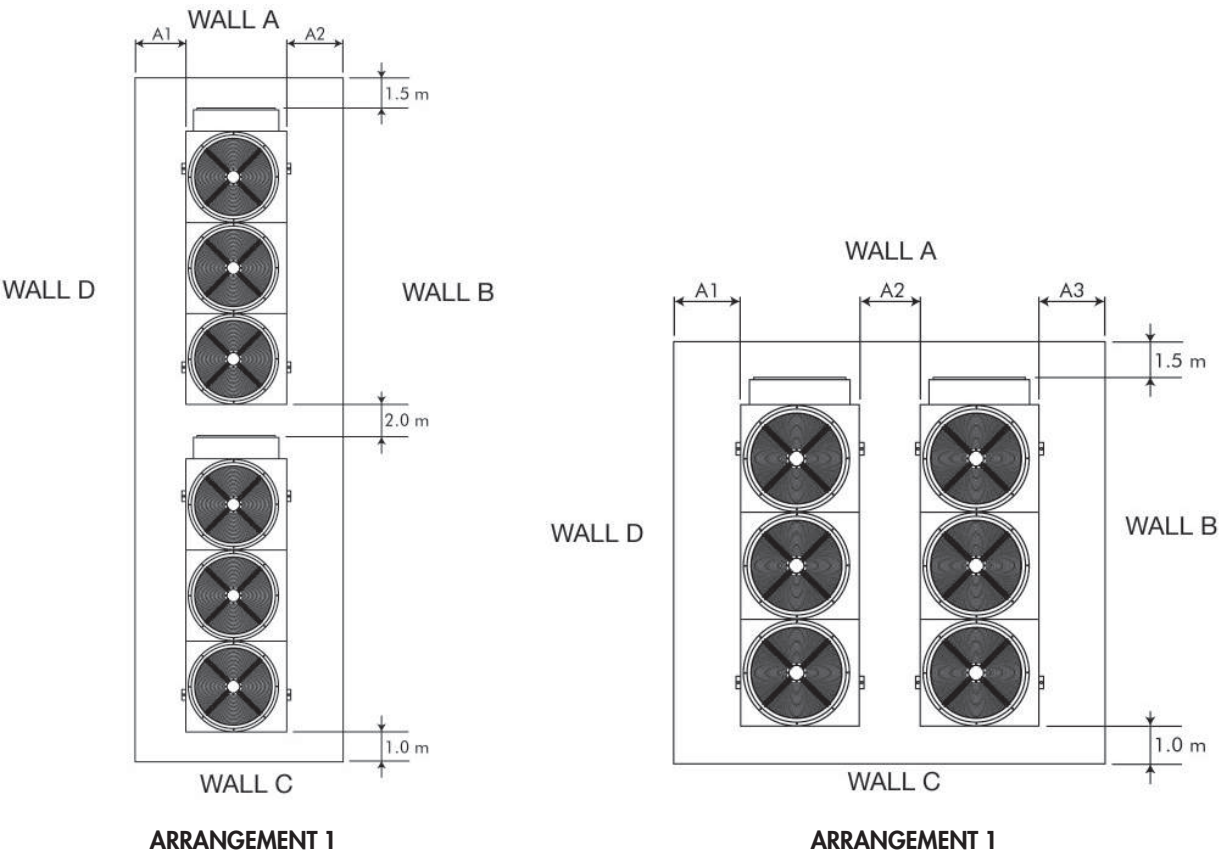 WALL A
A1
A2
1.5 m
WALL D
WALL B
2.0 m
1.0 m
WALL C
ARRANGEMENT 1
WALL A
A1
A2
A3
1.5 m
WALL D
WALL B
1.0 m
WALL C
ARRANGEMENT 1